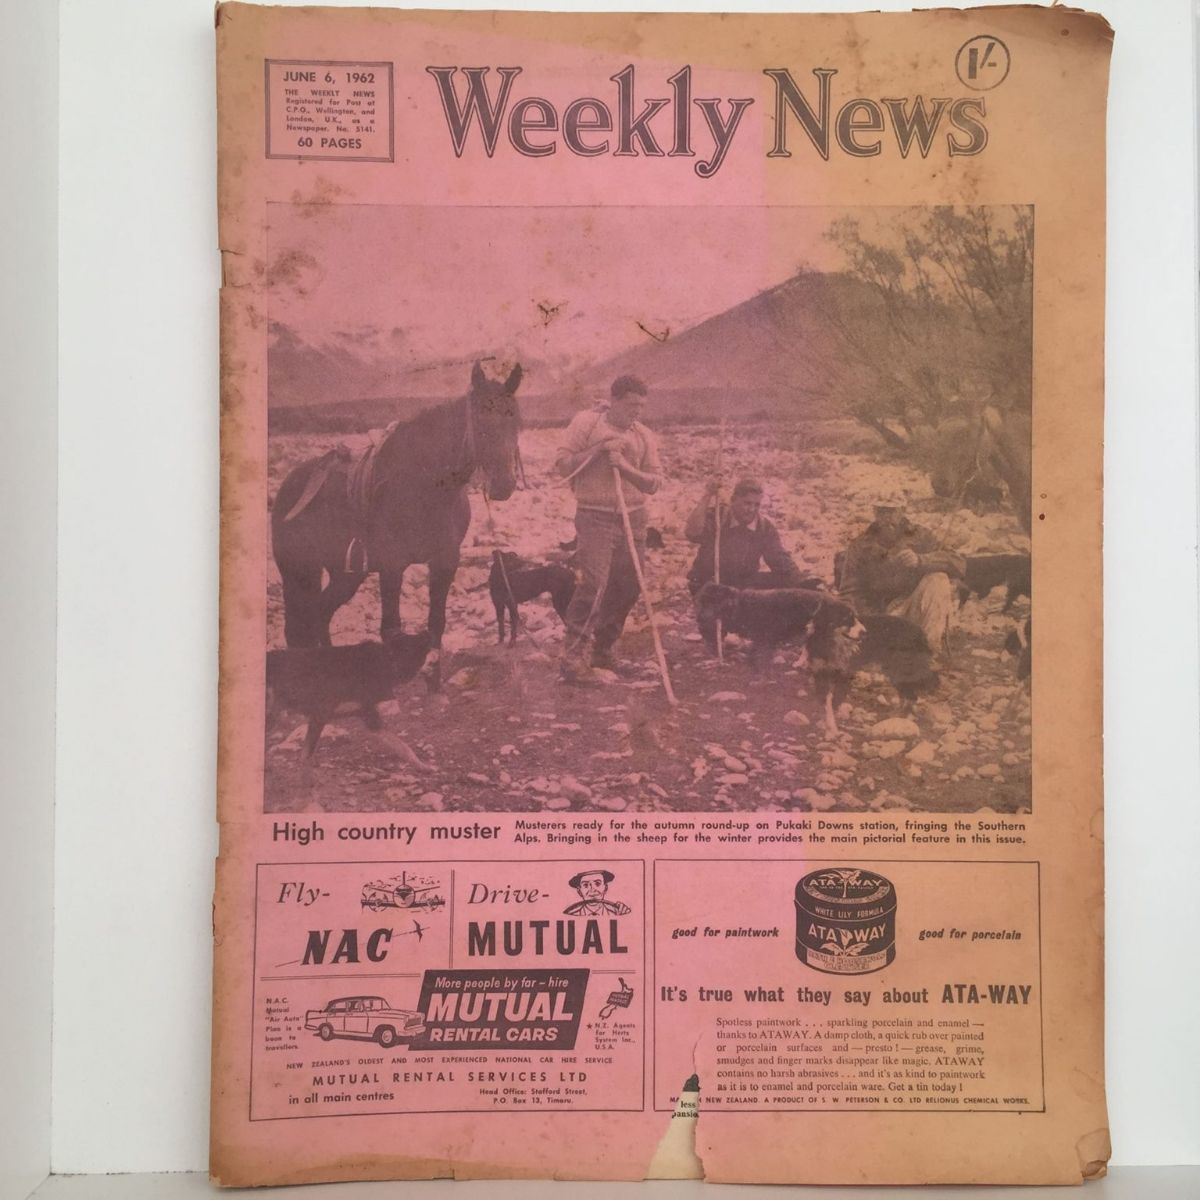 JUNE 6, 1962
THE WEEKLY NEWS
Registered for Post at
C.P.O., Wellington, and
London, U.K., as a
Newspaper. No. 5141.
60 PAGES
Weekly News
1/-
High country muster
Musterers ready for the autumn round-up on Pukaki Downs station, fringing the Southern
Alps. Bringing in the sheep for the winter provides the main pictorial feature in this issue.
Fly-
NAC
Drive-
MUTUAL
N.A.C.
Mutual
"Air Auto"
Plan is a
boon to
travellers.
More people by far - hire
MUTUAL
RENTAL CARS
★ N.Z. Agents
for Hertz
System Inc.,
U.S.A.
NEW ZEALAND'S OLDEST AND MOST EXPERIENCED NATIONAL CAR HIRE SERVICE
MUTUAL RENTAL SERVICES LTD
in all main centres
Head Office: Stafford Street,
P.O. Box 13, Timaru.
ATA-WAY
WHITE LILY FORMULA
ATAWAY
good for paintwork
good for porcelain
It's true what they say about ATA-WAY
Spotless paintwork . . . sparkling porcelain and enamel —
thanks to ATAWAY. A damp cloth, a quick rub over painted
or porcelain surfaces and — presto ! — grease, grime,
smudges and finger marks disappear like magic. ATAWAY
contains no harsh abrasives . . . and it's as kind to paintwork
as it is to enamel and porcelain ware. Get a tin today !
NEW ZEALAND. A PRODUCT OF S. W. PETERSON & CO. LTD RELIONUS CHEMICAL WORKS.
less